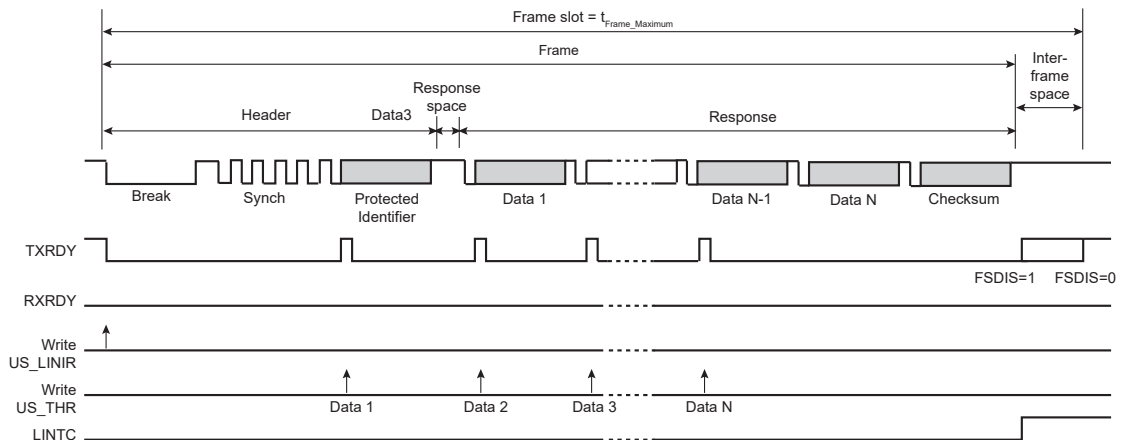 Frame slot = tFrame_Maximum
Frame
Inter-
frame
space
Response
space
Header
Data3
Response
Break
Synch
Protected
Identifier
Data 1
Data N-1
Data N
Checksum
TXRDY
FSDIS=1
FSDIS=0
RXRDY
Write
US_LINIR
Write
US_THR
Data 1
Data 2
Data 3
Data N
LINTC